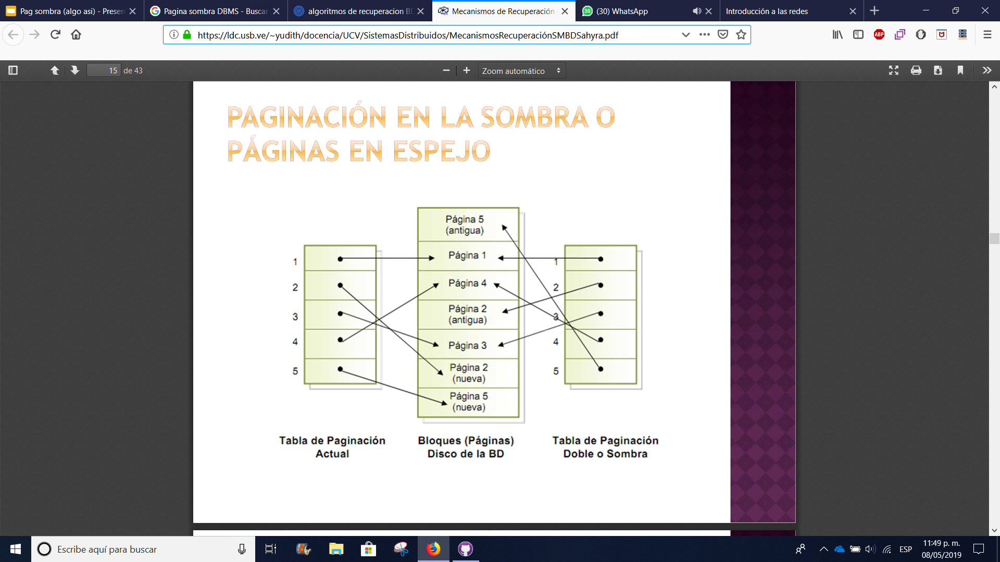 Pag sombra (algo asi) - Presen
Pagina sombra DBMS - Buscar
algoritmos de recuperacion BD
Mecanismos de Recuperación
30
(30) WhatsApp
Introducción a las redes
https://ldc.usb.ve/~yudith/docencia/UCV/SistemasDistribuidos/MecanismosRecuperaciónSMBDSahyra.pdf
ABP
15 de 43
Zoom automático
PAGINACIÓN EN LA SOMBRA O
PÁGINAS EN ESPEJO
1
2
3
4
5
Página 5
(antigua)
Página 1
Página 4
Página 2
(antigua)
Página 3
Página 2
(nueva)
Página 5
(nueva)
1
2
3
4
5
Tabla de Paginación
Actual
Bloques (Páginas)
Disco de la BD
Tabla de Paginación
Doble o Sombra
Escribe aquí para buscar
ESP
11:49 p. m.
08/05/2019